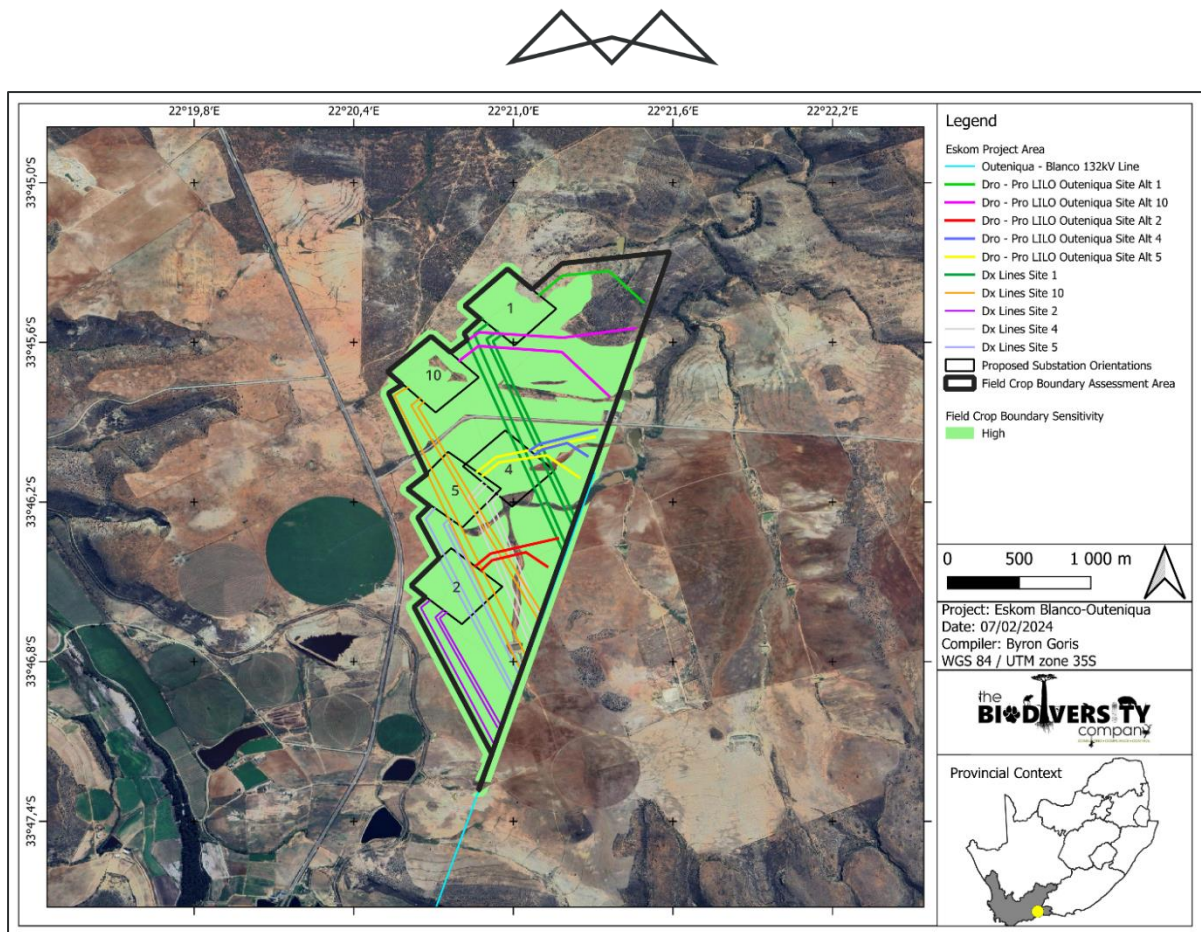 22°19,8'E 22°20,4'E 22°21,0'E 22°21,6'E 22°22,2'E
33°45,0'S
33°45,6'S
33°46,2'S
33°46,8'S
33°47,4'S
1
10
4
5
2
Legend
Eskom Project Area
Outeniqua - Blanco 132kV Line
Dro - Pro LILO Outeniqua Site Alt 1
Dro - Pro LILO Outeniqua Site Alt 10
Dro - Pro LILO Outeniqua Site Alt 2
Dro - Pro LILO Outeniqua Site Alt 4
Dro - Pro LILO Outeniqua Site Alt 5
Dx Lines Site 1
Dx Lines Site 10
Dx Lines Site 2
Dx Lines Site 4
Dx Lines Site 5
Proposed Substation Orientations
Field Crop Boundary Assessment Area
Field Crop Boundary Sensitivity
High
0 500 1 000 m
Project: Eskom Blanco-Outeniqua
Date: 07/02/2024
Compiler: Byron Goris
WGS 84 / UTM zone 35S
the
BIODIVERSITY
company
Provincial Context